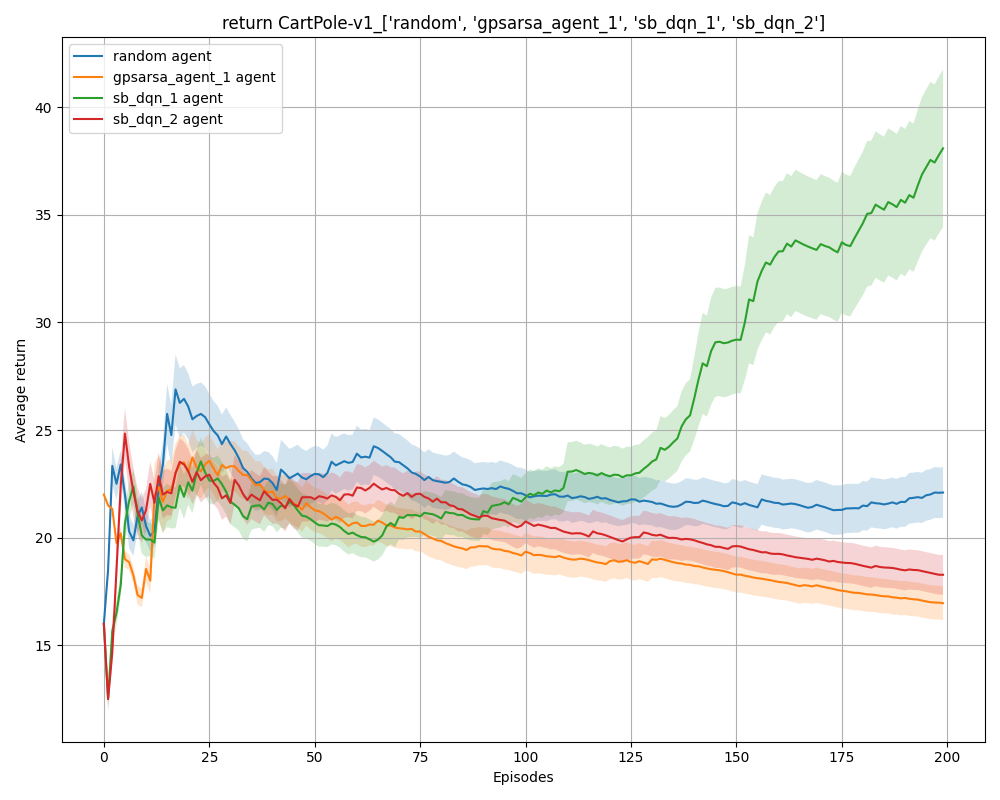 return CartPole-v1_['random', 'gpsarsa_agent_1', 'sb_dqn_1', 'sb_dqn_2']
random agent
gpsarsa_agent_1 agent
sb_dqn_1 agent
sb_dqn_2 agent
Average return
40
35
30
25
20
15
0 25 50 75 100 125 150 175 200
Episodes